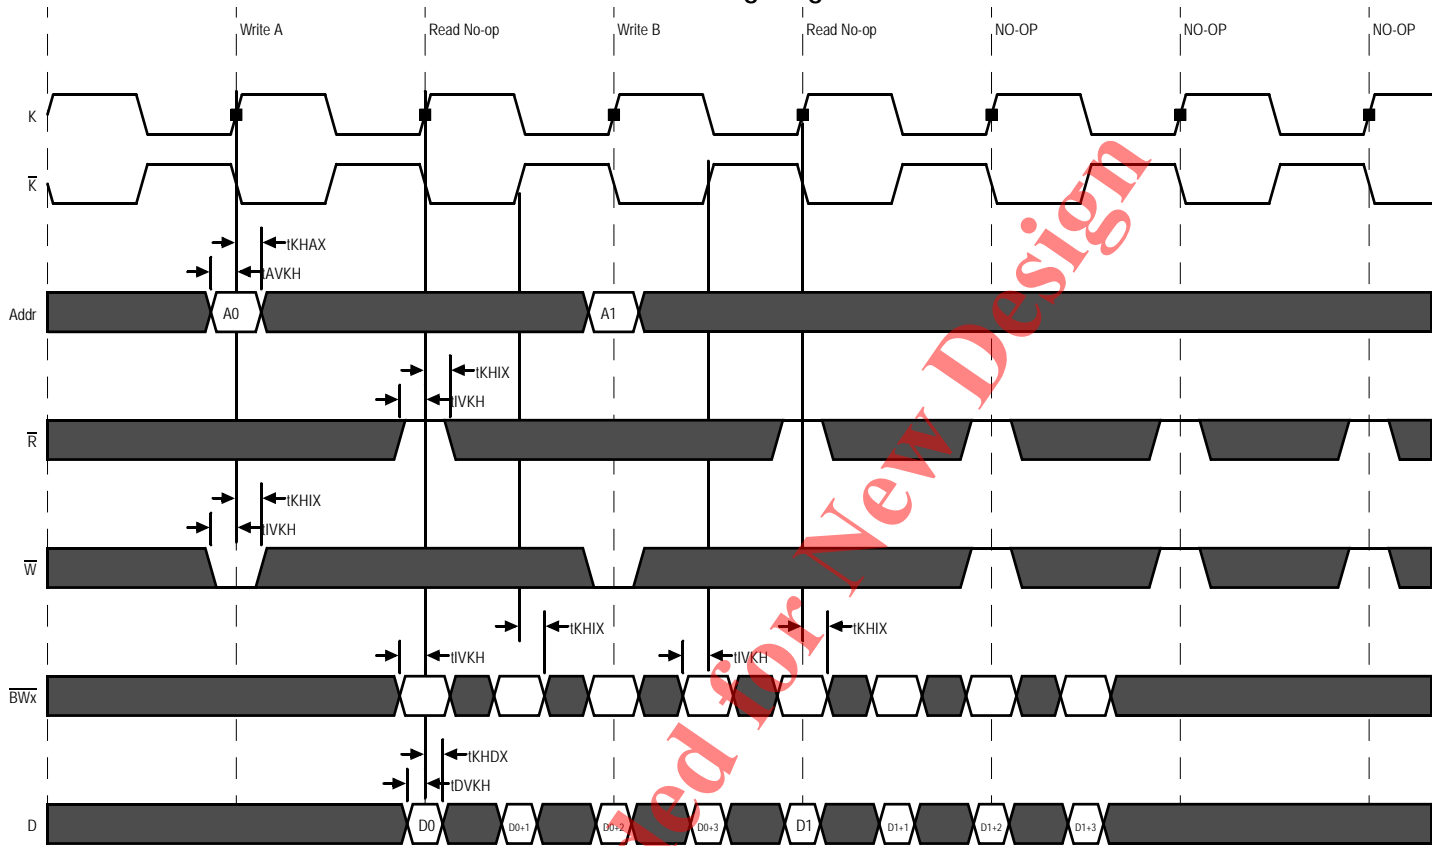 Write A
Read No-op
Write B
Read No-op
NO-OP
NO-OP
NO-OP
K
K̅
tKHAX
tAVKH
Addr
A0
A1
tKHIX
tIVKH
R̅
tKHIX
tIVKH
W̅
tKHIX
tKHIX
tIVKH
tIVKH
B̅W̅x̅
tKHDX
tDVKH
D
D0
D0+1
D0+2
D0+3
D1
D1+1
D1+2
D1+3
ed for New Design